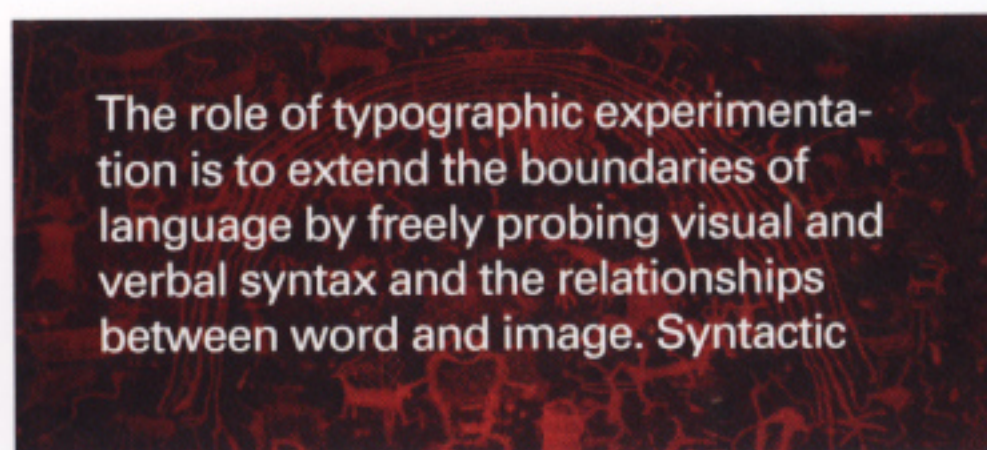 The role of typographic experimenta-
tion is to extend the boundaries of
language by freely probing visual and
verbal syntax and the relationships
between word and image. Syntactic